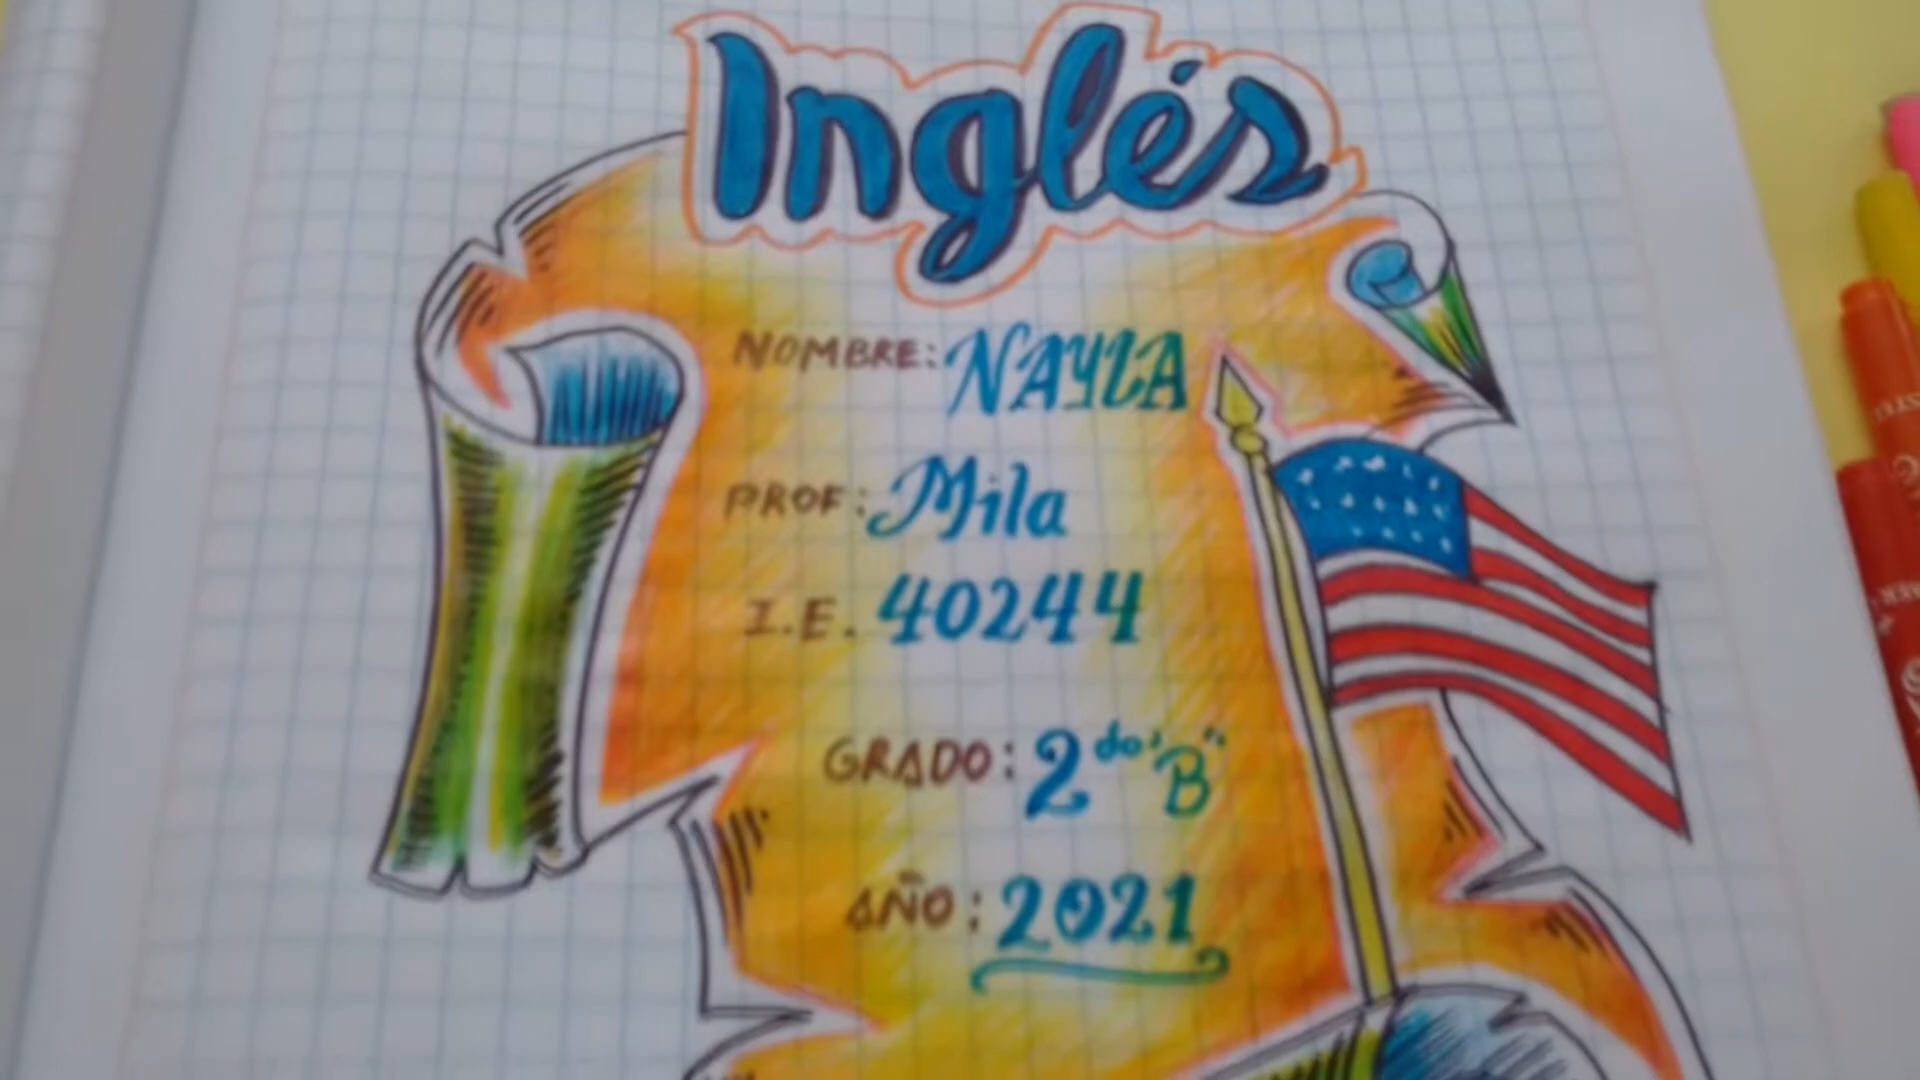 Inglés
NOMBRE: NAYLA
PROF: Mila
I.E. 40244
GRADO: 2do "B"
AÑO: 2021